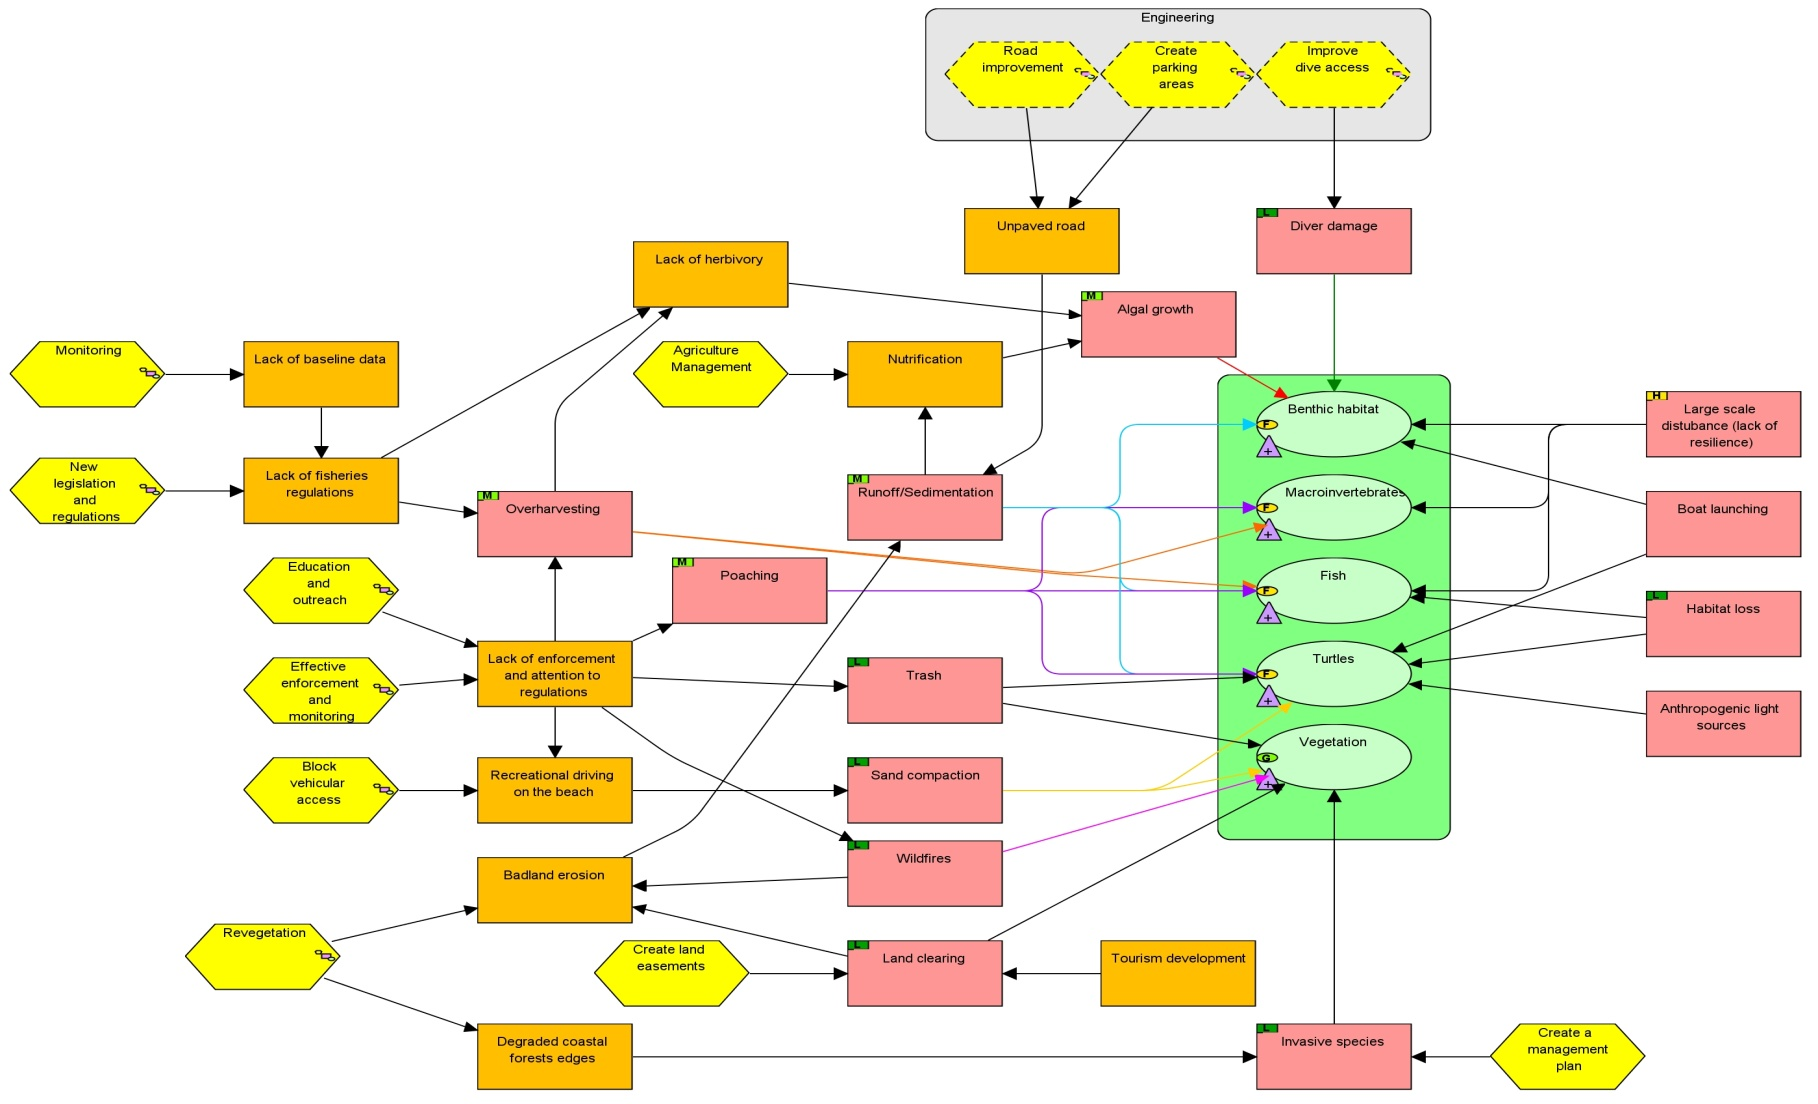 Engineering
Road
improvement
Create
parking
areas
Improve
dive access
Unpaved road
L
Diver damage
Lack of herbivory
M
Algal growth
Monitoring
Lack of baseline data
Agriculture
Management
Nutrification
Benthic habitat
F
+
H
Large scale
distubance (lack of
resilience)
New
legislation
and
regulations
Lack of fisheries
regulations
M
Overharvesting
M
Runoff/Sedimentation
Macroinvertebrates
F
+
Boat launching
Education
and
outreach
M
Poaching
Fish
F
+
L
Habitat loss
Effective
enforcement
and
monitoring
Lack of enforcement
and attention to
regulations
L
Trash
Turtles
F
+
Anthropogenic light
sources
Block
vehicular
access
Recreational driving
on the beach
L
Sand compaction
Vegetation
G
+
Badland erosion
L
Wildfires
Revegetation
Create land
easements
L
Land clearing
Tourism development
Degraded coastal
forests edges
L
Invasive species
Create a
management
plan